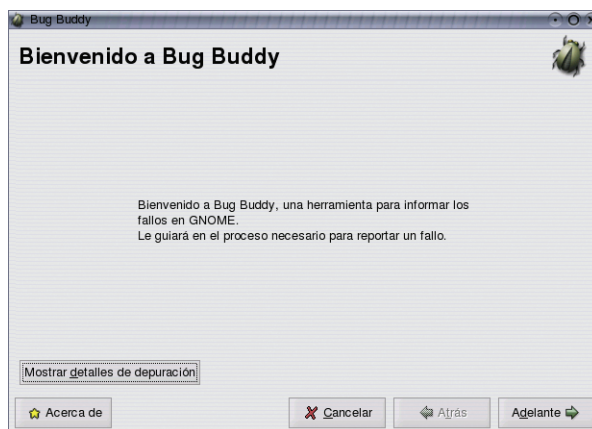 Bug Buddy
Bienvenido a Bug Buddy
Bienvenido a Bug Buddy, una herramienta para informar los
fallos en GNOME.
Le guiará en el proceso necesario para reportar un fallo.
Mostrar detalles de depuración
Acerca de
Cancelar
Atrás
Adelante